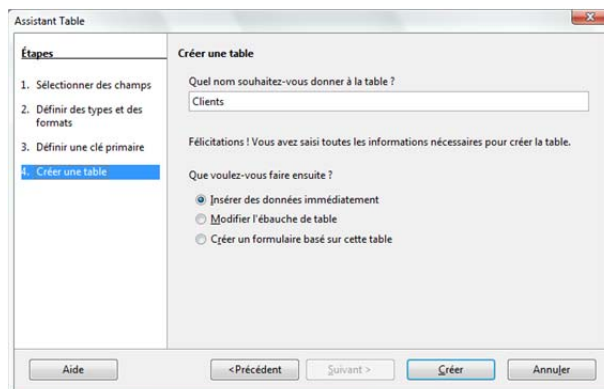 Assistant Table
Étapes
1. Sélectionner des champs
2. Définir des types et des
formats
3. Définir une clé primaire
4. Créer une table
Créer une table
Quel nom souhaitez-vous donner à la table ?
Clients
Félicitations ! Vous avez saisi toutes les informations nécessaires pour créer la table.
Que voulez-vous faire ensuite ?
Insérer des données immédiatement
Modifier l'ébauche de table
Créer un formulaire basé sur cette table
Aide
<Précédent
Suivant >
Créer
Annuler